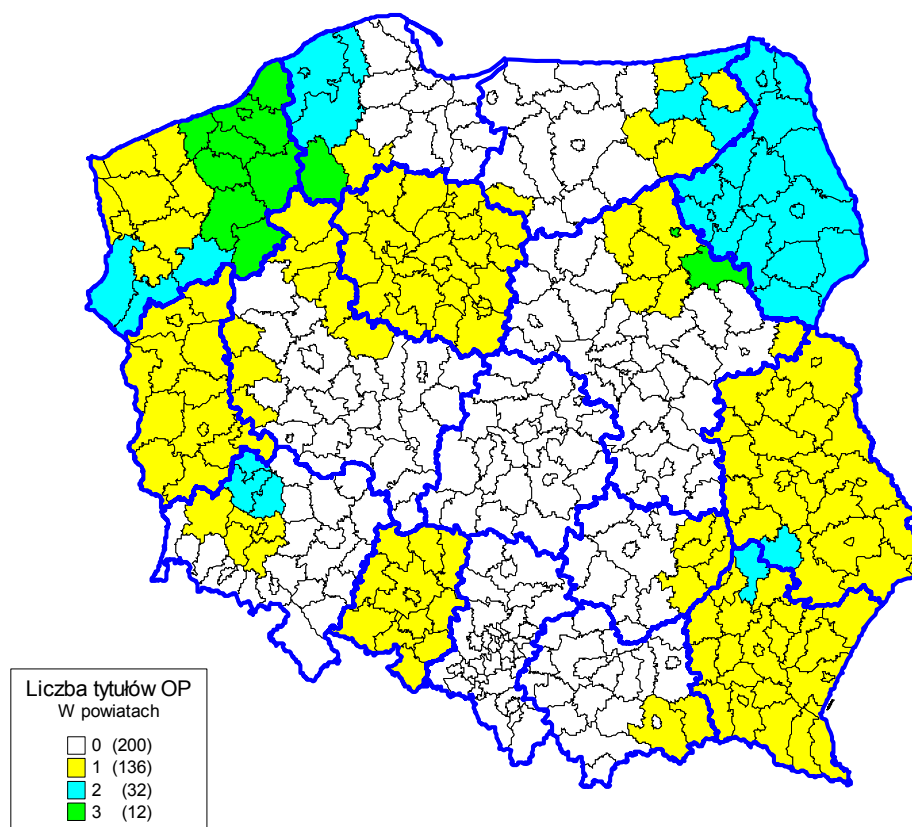 Liczba tytułów OP
W powiatach
0 (200)
1 (136)
2 (32)
3 (12)